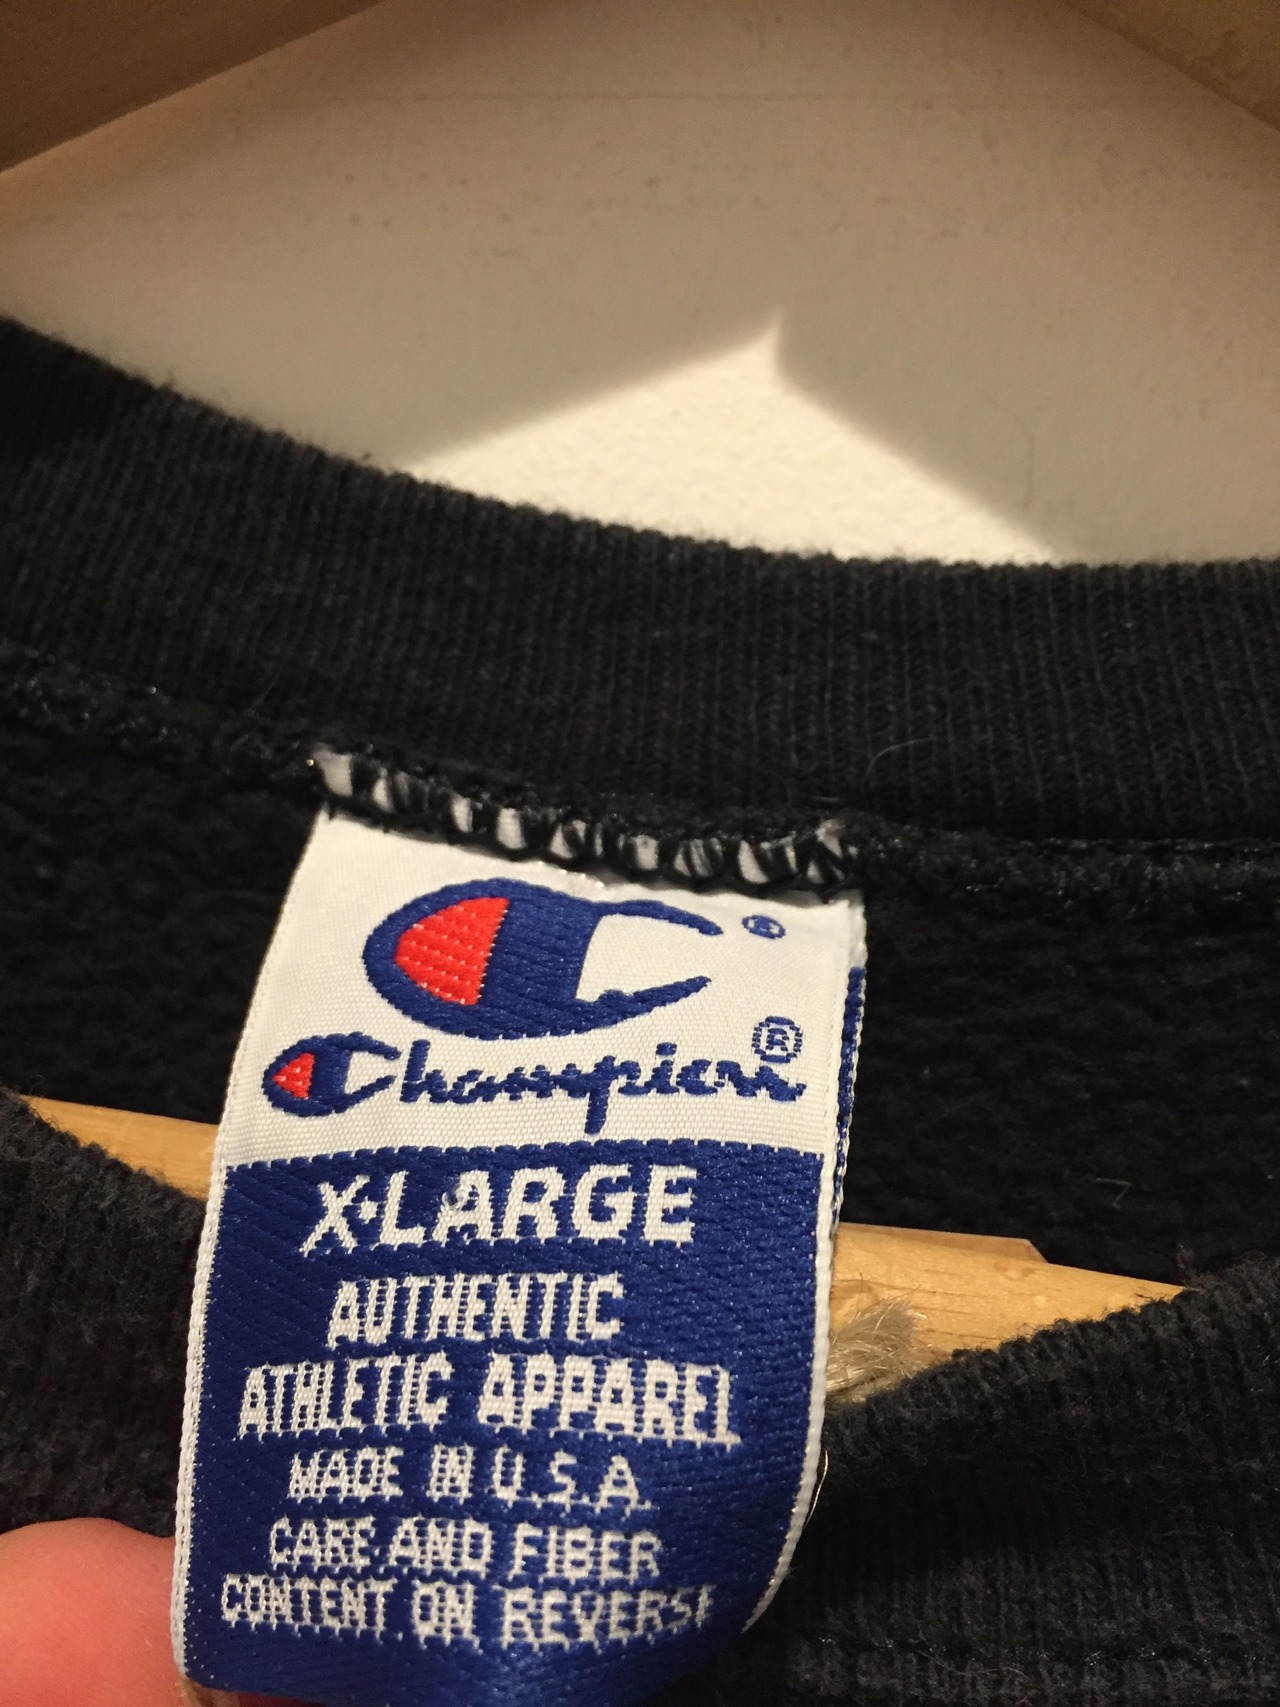 C®
Champion®
X-LARGE
AUTHENTIC
ATHLETIC APPAREL
MADE IN U.S.A.
CARE AND FIBER
CONTENT ON REVERSE